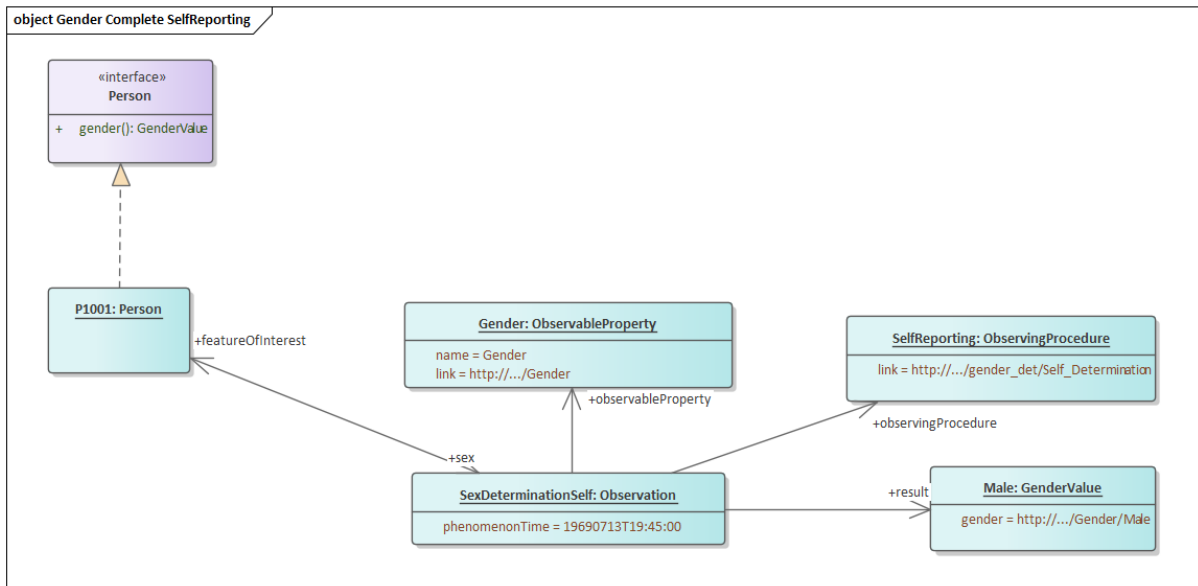 object Gender Complete SelfReporting
«interface»
Person
+ gender(): GenderValue
P1001: Person
+featureOfInterest
Gender: ObservableProperty
name = Gender
link = http://.../Gender
+observableProperty
SelfReporting: ObservingProcedure
link = http://.../gender_det/Self_Determination
+observingProcedure
+sex
SexDeterminationSelf: Observation
phenomenonTime = 19690713T19:45:00
+result
Male: GenderValue
gender = http://.../Gender/Male